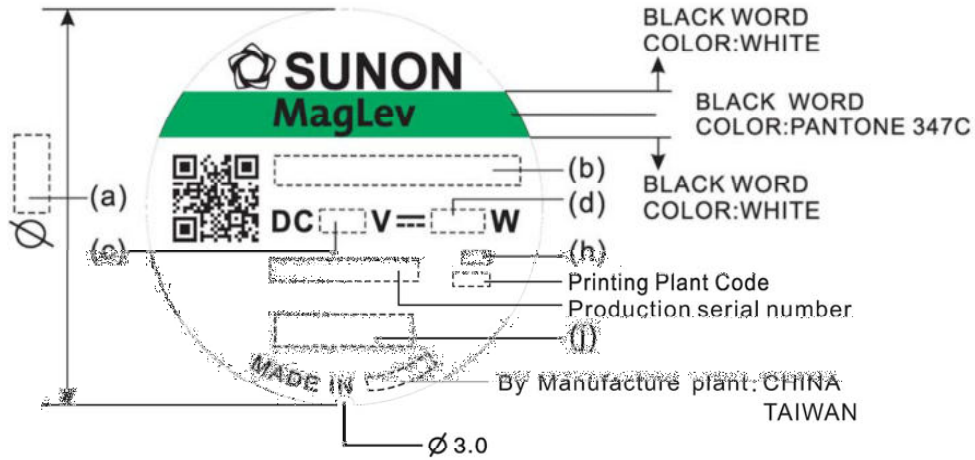 BLACK WORD
COLOR:WHITE
SUNON
MagLev
BLACK WORD
COLOR:PANTONE 347C
(a)
(b)
BLACK WORD
COLOR:WHITE
DC V W
(d)
Ø
(c)
(h)
Printing Plant Code
Production serial number
(j)
MADE IN
By Manufacture plant: CHINA
TAIWAN
Ø 3.0